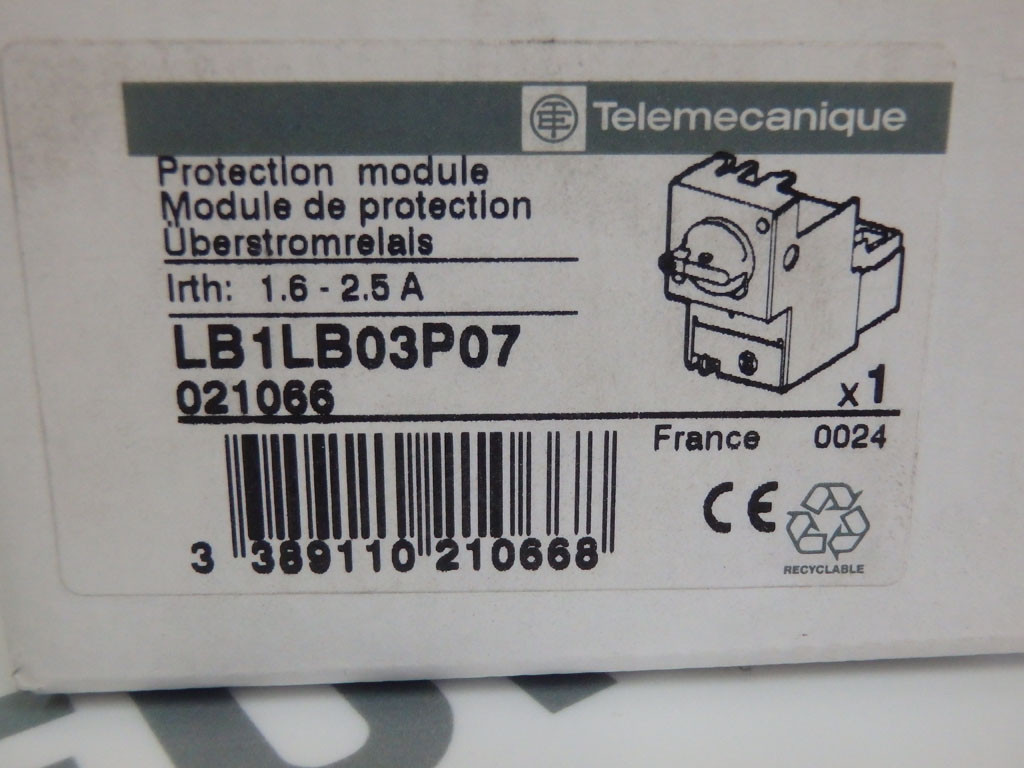 Telemecanique
Protection module
Module de protection
Überstromrelais
Irth: 1.6 - 2.5 A
LB1LB03P07
021066
x1
France 0024
CE
3 389110 210668
RECYCLABLE